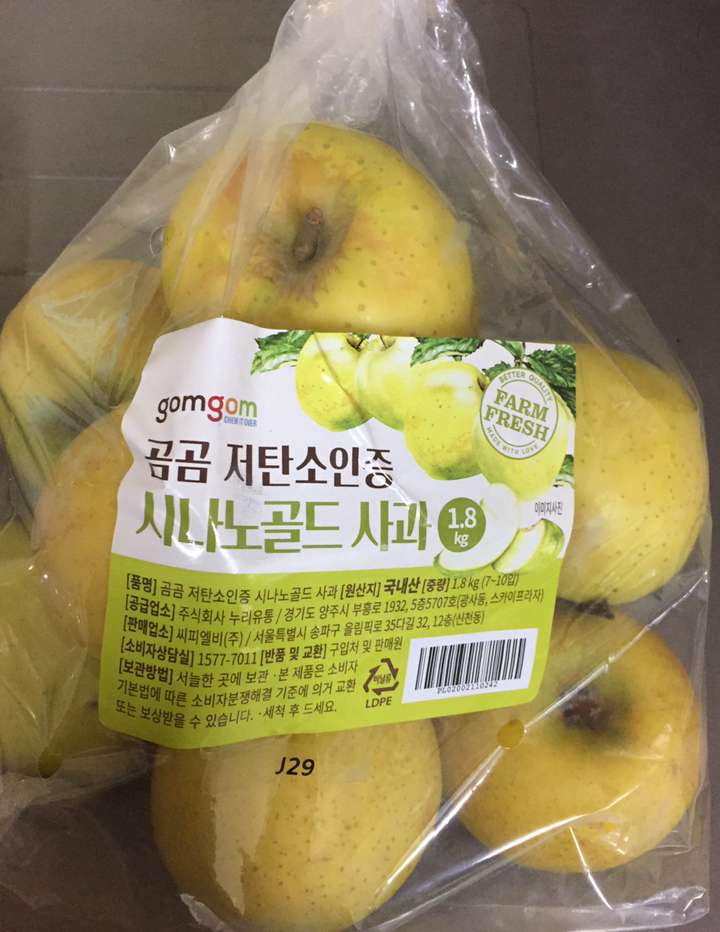 gomgom
CHEW IT OVER
BETTER QUALITY
FARM
FRESH
MADE WITH LOVE
곰곰 저탄소인증
시나노골드 사과
1.8
kg
이미지사진
[품명] 곰곰 저탄소인증 시나노골드 사과 [원산지] 국내산 [중량] 1.8 kg (7~10입)
[공급업소] 주식회사 누리유통 / 경기도 양주시 부흥로 1932, 5층5707호(광사동, 스카이프라자)
[판매업소] 씨피엘비(주) / 서울특별시 송파구 올림픽로 35다길 32, 12층(신천동)
[소비자상담실] 1577-7011 [반품 및 교환] 구입처 및 판매원
[보관방법] 서늘한 곳에 보관 ·본 제품은 소비자
기본법에 따른 소비자분쟁해결 기준에 의거 교환
또는 보상받을 수 있습니다. ·세척 후 드세요.
비닐류
LDPE
PL02002110242
J29